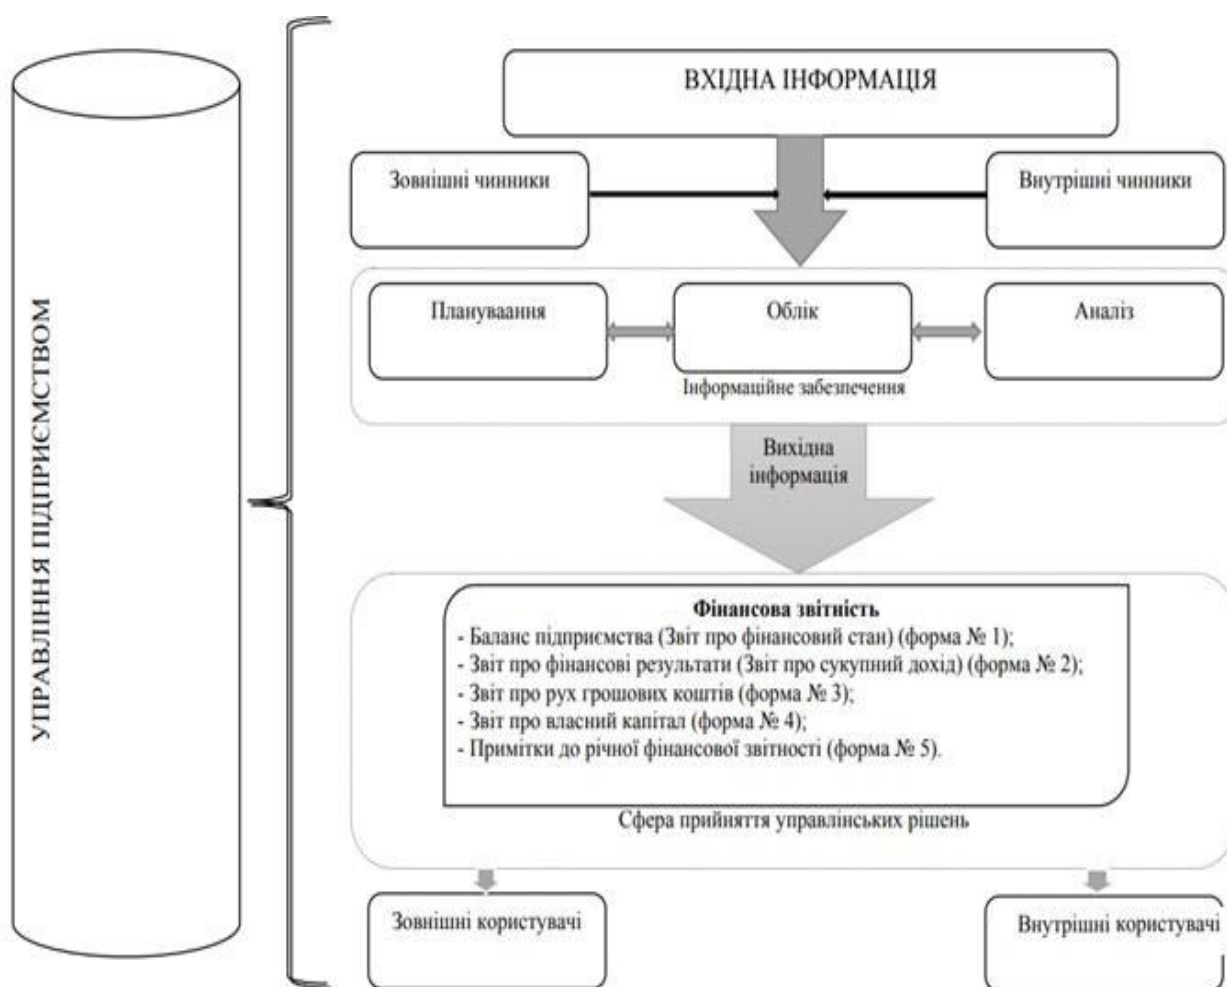 УПРАВЛІННЯ ПІДПРИЄМСТВОМ
ВХІДНА ІНФОРМАЦІЯ
Зовнішні чинники
Внутрішні чинники
Плануваання
Облік
Аналіз
Інформаційне забезпечення
Вихідна
інформація
Фінансова звітність
- Баланс підприємства (Звіт про фінансовий стан) (форма № 1);
- Звіт про фінансові результати (Звіт про сукупний дохід) (форма № 2);
- Звіт про рух грошових коштів (форма № 3);
- Звіт про власний капітал (форма № 4);
- Примітки до річної фінансової звітності (форма № 5).
Сфера прийняття управлінських рішень
Зовнішні користувачі
Внутрішні користувачі